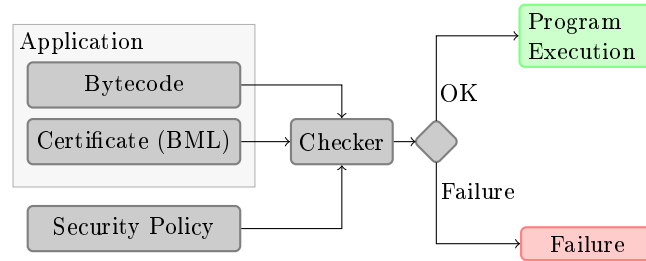 Application
Bytecode
Certificate (BML)
Security Policy
Checker
OK
Failure
Program
Execution
Failure